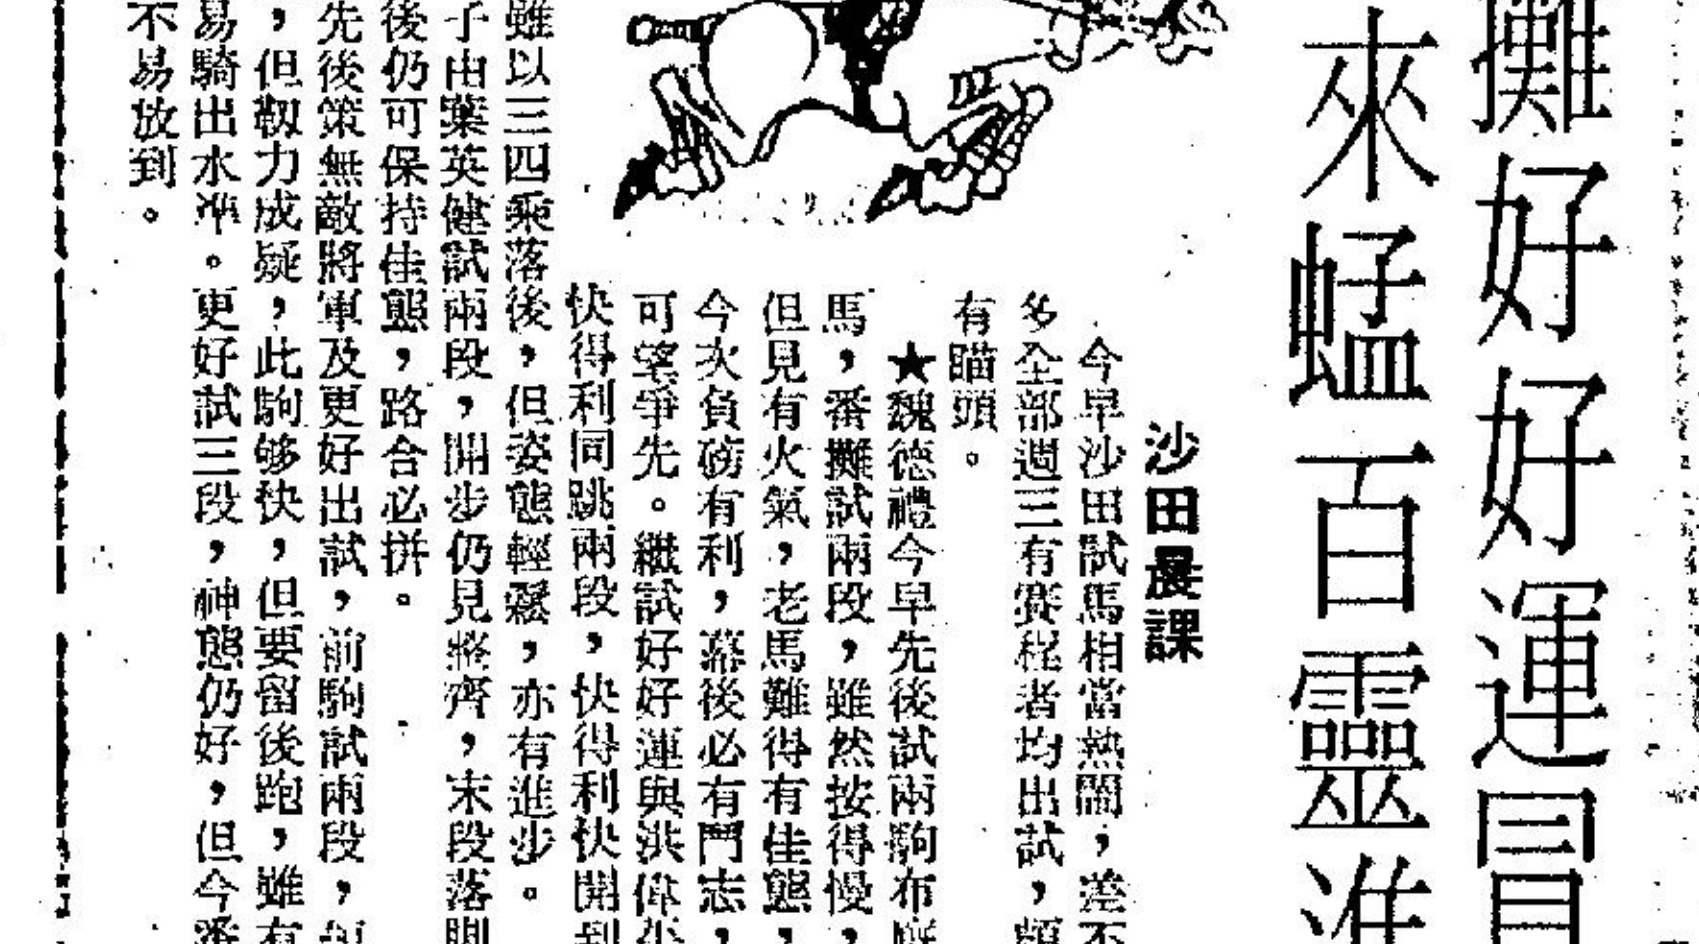 攤好好運冒
來蜢百靈進
沙田晨課
今早沙田試馬相當熱鬧，差不
多全部週三有賽程者均出試，頗
有瞄頭。
★魏德禮今早先後試兩駒布廄
馬，番攤試兩段，雖然按得慢，
但見有火氣，老馬難得有佳態，
今次負磅有利，幕後必有鬥志，
可望爭先。繼試好好運與洪偉
快得利同跳兩段，快得利快開到
雖以三四乘落後，但姿態輕鬆，亦有進步。
子由葉英健試兩段，開步仍見將齊，末段落脚
後仍可保持佳態，路合必拼。
先後策無敵將軍及更好出試，前駒試兩段，
，但韌力成疑，此駒够快，但要留後跑，雖有
易騎出水準。更好試三段，神態仍好，但今番
不易放到。